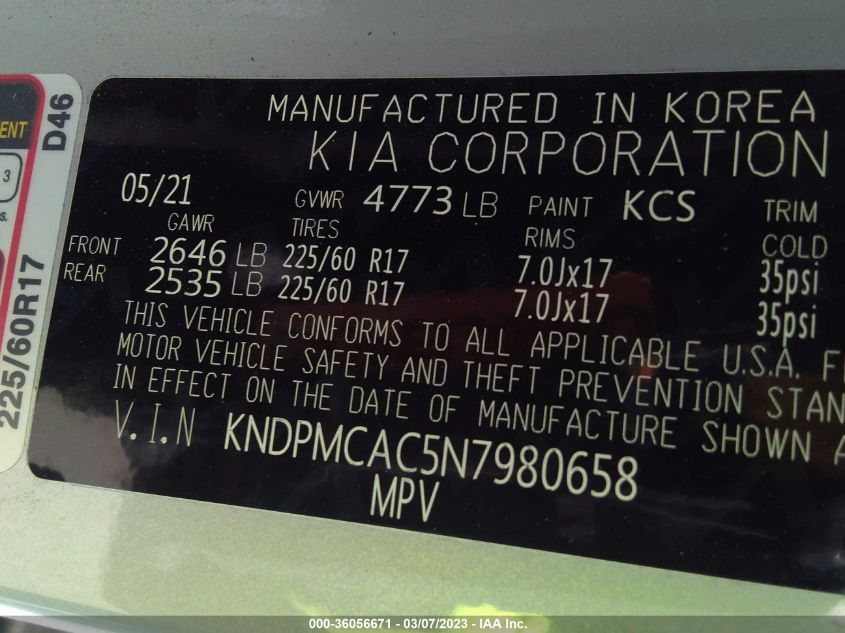 MANUFACTURED IN KOREA
KIA CORPORATION
05/21 GVWR 4773 LB PAINT KCS TRIM
GAWR TIRES RIMS COLD
FRONT 2646 LB 225/60 R17 7.0Jx17 35psi
REAR 2535 LB 225/60 R17 7.0Jx17 35psi
THIS VEHICLE CONFORMS TO ALL APPLICABLE U.S.A. F
MOTOR VEHICLE SAFETY AND THEFT PREVENTION STAN
IN EFFECT ON THE DATE OF MANUFACTURE SHOWN A
V.I.N KNDPMCAC5N7980658
MPV
ENT
3
s.
225/60R17 D46
000-36056671 - 03/07/2023 - IAA Inc.